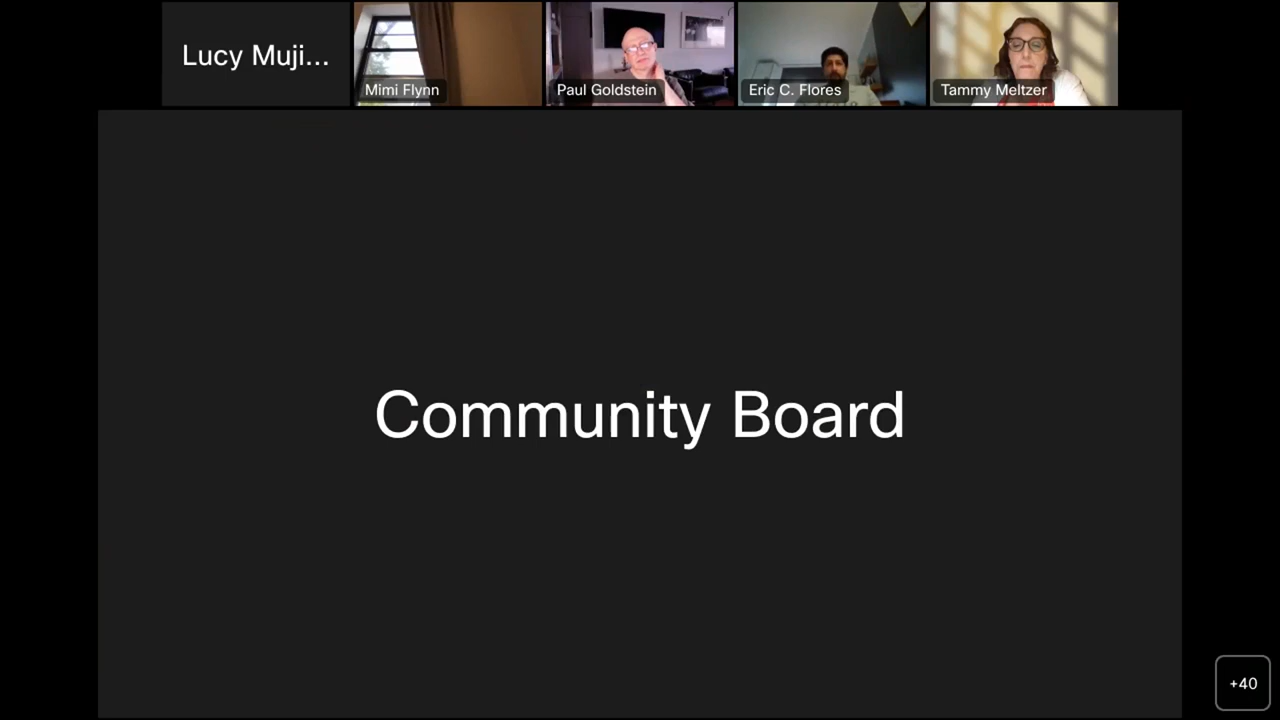 Lucy Muji...
Mimi Flynn
Paul Goldstein
Eric C. Flores
Tammy Meltzer
Community Board
+40